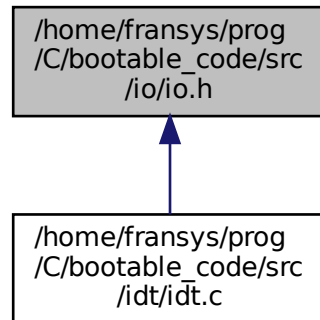 /home/fransys/prog
/C/bootable_code/src
/io/io.h
/home/fransys/prog
/C/bootable_code/src
/idt/idt.c